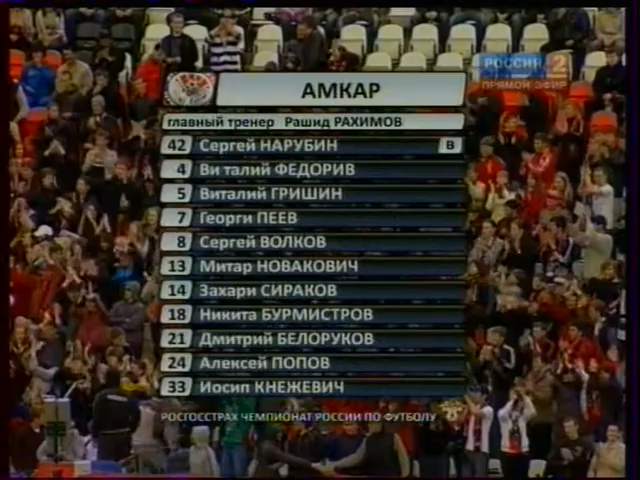 РОССИЯ 2
ПРЯМОЙ ЭФИР
АМКАР
главный тренер Рашид РАХИМОВ
42 Сергей НАРУБИН В
4 Ви талий ФЕДОРИВ
5 Виталий ГРИШИН
7 Георги ПЕЕВ
8 Сергей ВОЛКОВ
13 Митар НОВАКОВИЧ
14 Захари СИРАКОВ
18 Никита БУРМИСТРОВ
21 Дмитрий БЕЛОРУКОВ
24 Алексей ПОПОВ
33 Иосип КНЕЖЕВИЧ
РОСГОССТРАХ ЧЕМПИОНАТ РОССИИ ПО ФУТБОЛУ